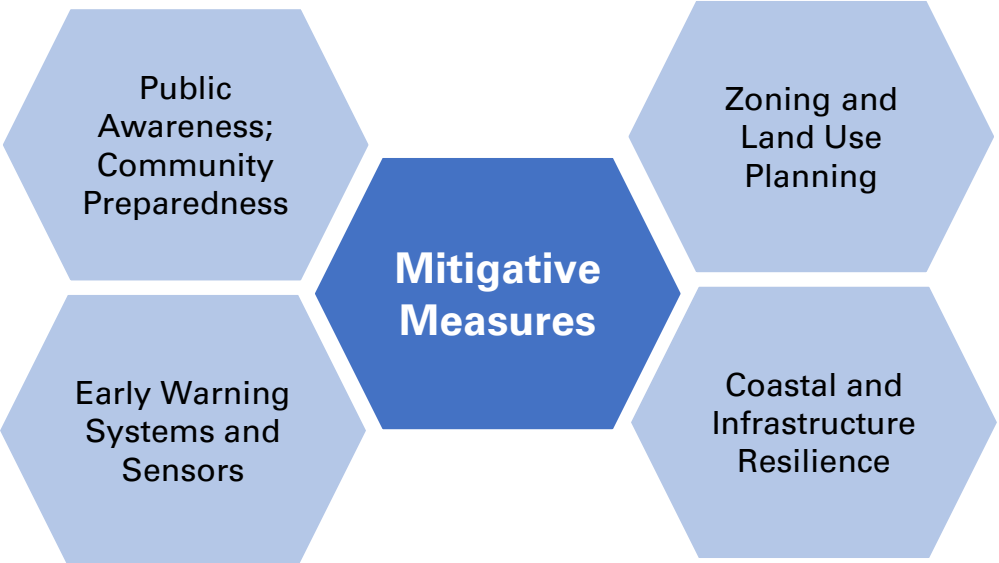 Public
Awareness;
Community
Preparedness
Zoning and
Land Use
Planning
Mitigative
Measures
Early Warning
Systems and
Sensors
Coastal and
Infrastructure
Resilience